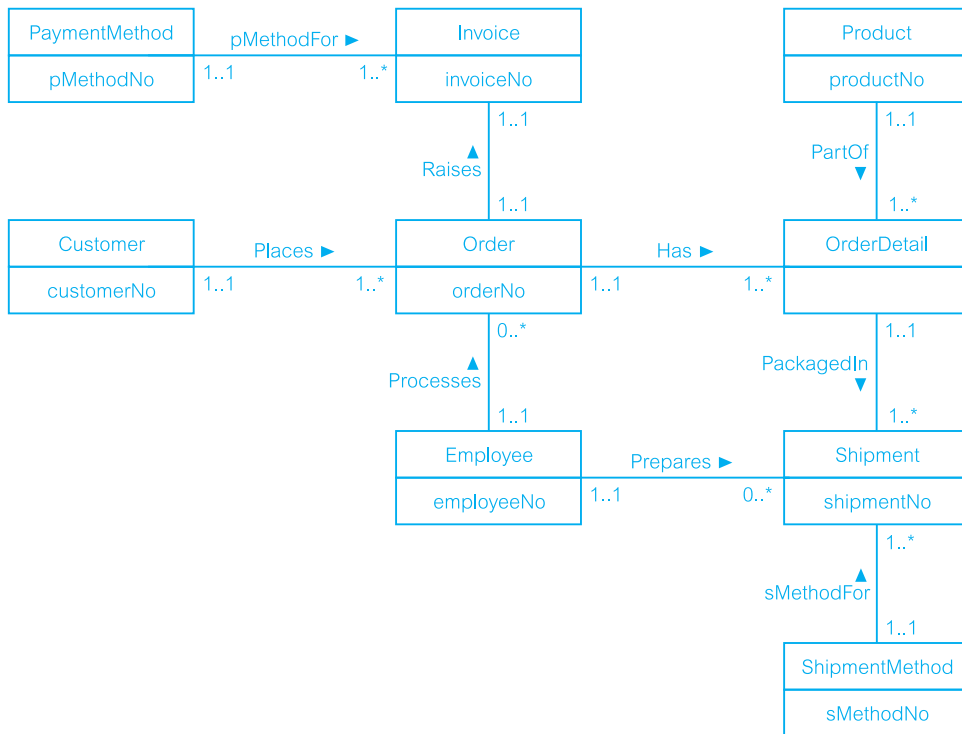 PaymentMethod
pMethodFor ►
Invoice
Product
pMethodNo
1..1
1..*
invoiceNo
productNo
1..1
1..1
▲
Raises
PartOf
▼
1..1
1..*
Customer
Places ►
Order
Has ►
OrderDetail
customerNo
1..1
1..*
orderNo
1..1
1..*
0..*
1..1
▲
Processes
PackagedIn
▼
1..1
1..*
Employee
Prepares ►
Shipment
employeeNo
1..1
0..*
shipmentNo
1..*
▲
sMethodFor
1..1
ShipmentMethod
sMethodNo